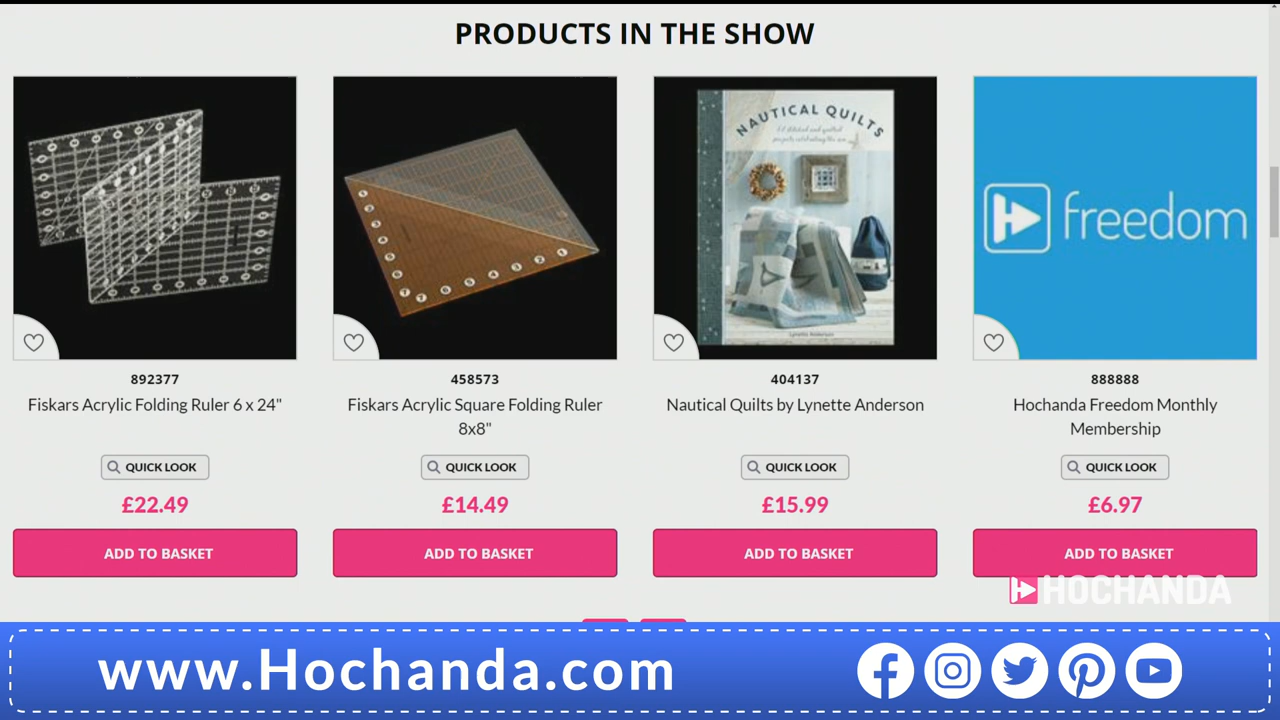 PRODUCTS IN THE SHOW
NAUTICAL QUILTS
Lynette Anderson
freedom
892377
458573
404137
888888
Fiskars Acrylic Folding Ruler 6 x 24"
Fiskars Acrylic Square Folding Ruler
8x8"
Nautical Quilts by Lynette Anderson
Hochanda Freedom Monthly
Membership
QUICK LOOK
QUICK LOOK
QUICK LOOK
QUICK LOOK
£22.49
£14.49
£15.99
£6.97
ADD TO BASKET
ADD TO BASKET
ADD TO BASKET
ADD TO BASKET
HOCHANDA
www.Hochanda.com